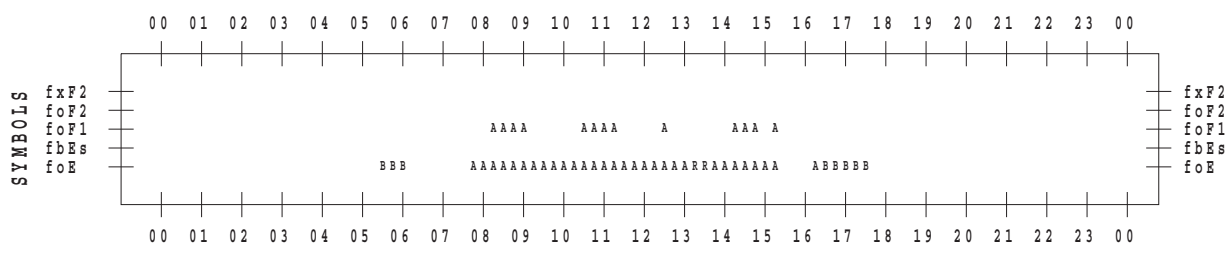 00 01 02 03 04 05 06 07 08 09 10 11 12 13 14 15 16 17 18 19 20 21 22 23 00
SYMBOLS
fxF2 fxF2
foF2 foF2
foF1 AAAA AAAA A AAA A foF1
fbEs fbEs
foE BBB AAAAAAAAAAAAAAAAAAAAAARRAAAAAAA ABBBBB foE
00 01 02 03 04 05 06 07 08 09 10 11 12 13 14 15 16 17 18 19 20 21 22 23 00